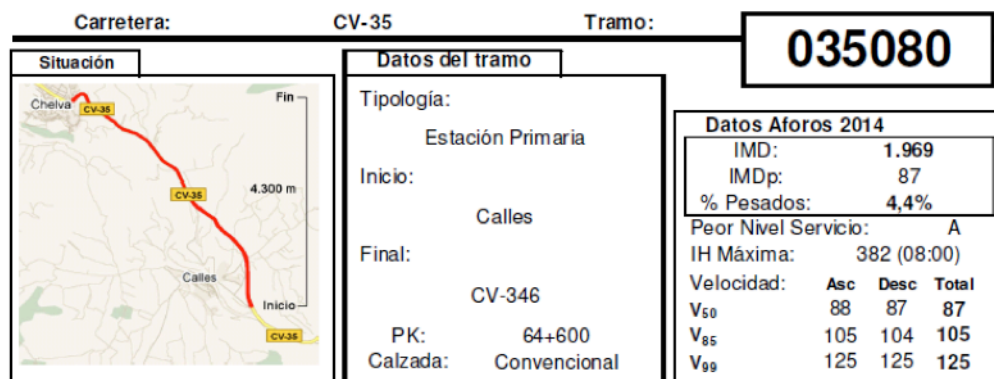 Carretera: CV-35 Tramo: 035080
Situación
Chelva
CV-35
Fin
4.300 m
CV-35
Calles
Inicio
CV-35
Datos del tramo
Tipología:
Estación Primaria
Inicio:
Calles
Final:
CV-346
PK: 64+600
Calzada: Convencional
Datos Aforos 2014
IMD: 1.969
IMDp: 87
% Pesados: 4,4%
Peor Nivel Servicio: A
IH Máxima: 382 (08:00)
Velocidad: Asc Desc Total
V50 88 87 87
V85 105 104 105
V99 125 125 125